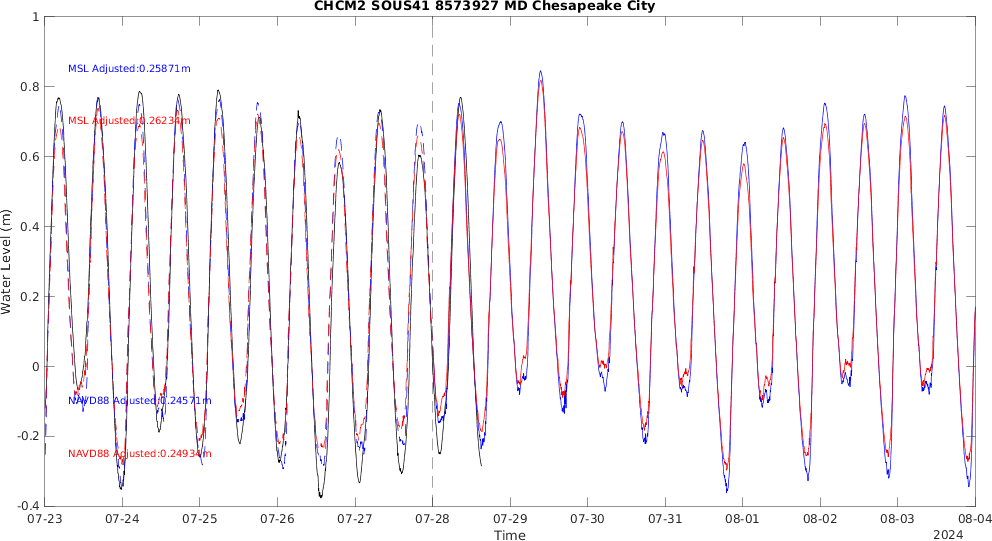 CHCM2 SOUS41 8573927 MD Chesapeake City
Water Level (m)
1
0.8
0.6
0.4
0.2
0
-0.2
-0.4
MSL Adjusted:0.25871m
MSL Adjusted:0.26234m
NAVD88 Adjusted:0.24571m
NAVD88 Adjusted:0.24934m
07-23 07-24 07-25 07-26 07-27 07-28 07-29 07-30 07-31 08-01 08-02 08-03 08-04
Time
2024